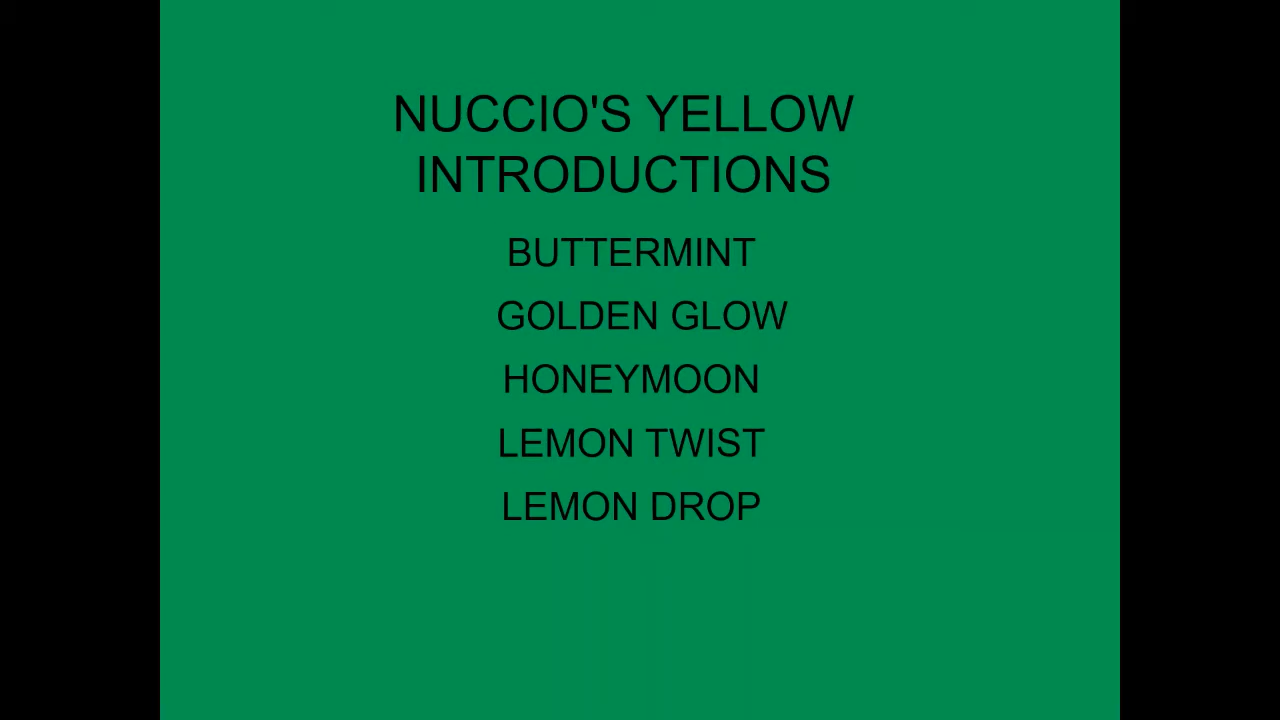 NUCCIO'S YELLOW
INTRODUCTIONS
BUTTERMINT
GOLDEN GLOW
HONEYMOON
LEMON TWIST
LEMON DROP